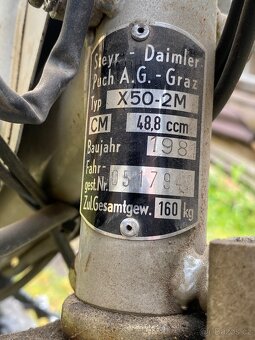 Steyr - Daimler
Puch A.G. - Graz
Typ X50-2M
CM 48,8 ccm
Baujahr 198
Fahr-
gest.Nr. 051794
Zul.Gesamtgew. 160 kg